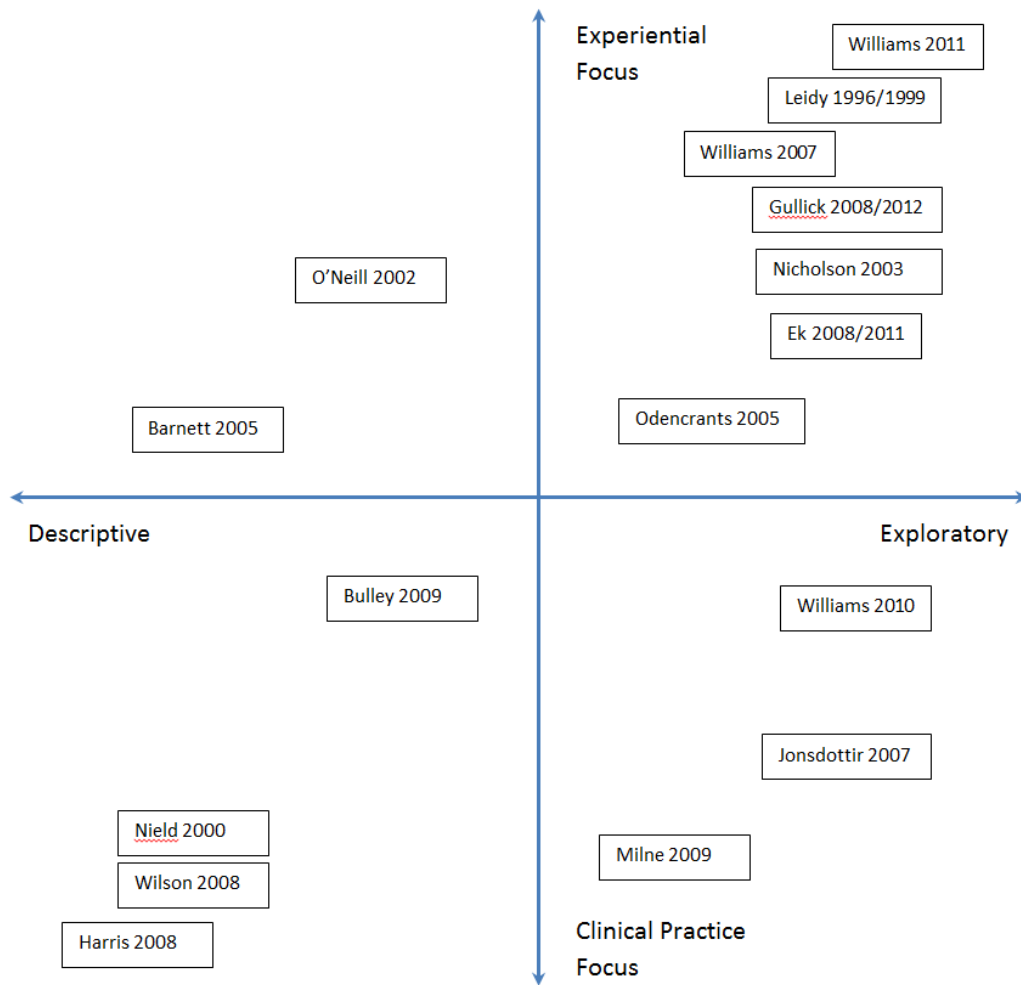 Experiential
Focus
Williams 2011
Leidy 1996/1999
Williams 2007
Gullick 2008/2012
O’Neill 2002
Nicholson 2003
Ek 2008/2011
Barnett 2005
Odencrants 2005
Descriptive
Exploratory
Bulley 2009
Williams 2010
Jonsdottir 2007
Nield 2000
Milne 2009
Wilson 2008
Harris 2008
Clinical Practice
Focus